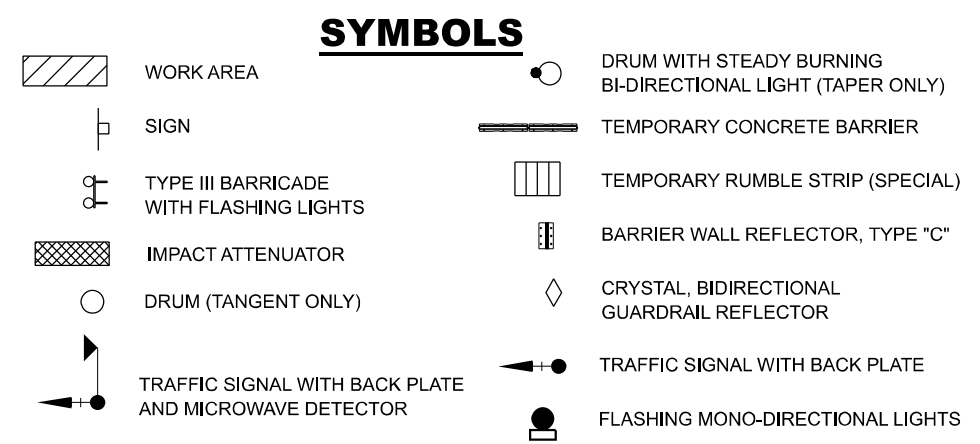 SYMBOLS
WORK AREA
SIGN
TYPE III BARRICADE
WITH FLASHING LIGHTS
IMPACT ATTENUATOR
DRUM (TANGENT ONLY)
TRAFFIC SIGNAL WITH BACK PLATE
AND MICROWAVE DETECTOR
DRUM WITH STEADY BURNING
BI-DIRECTIONAL LIGHT (TAPER ONLY)
TEMPORARY CONCRETE BARRIER
TEMPORARY RUMBLE STRIP (SPECIAL)
BARRIER WALL REFLECTOR, TYPE "C"
CRYSTAL, BIDIRECTIONAL
GUARDRAIL REFLECTOR
TRAFFIC SIGNAL WITH BACK PLATE
FLASHING MONO-DIRECTIONAL LIGHTS